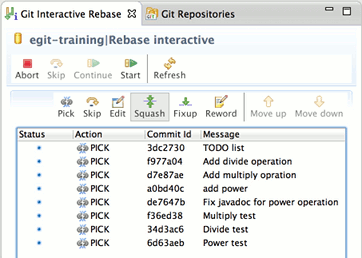 Git Interactive Rebase Git Repositories
egit-training|Rebase interactive
Abort Skip Continue Start Refresh
Pick Skip Edit Squash Fixup Reword Move up Move down
Status Action Commit Id Message
PICK 3dc2730 TODO list
PICK f977a04 Add divide operation
PICK d7e87ae Add multiply opration
PICK a0bd40c add power
PICK de7647b Fix javadoc for power operation
PICK f36ed38 Multiply test
PICK 34d3ac6 Divide test
PICK 6d63aeb Power test